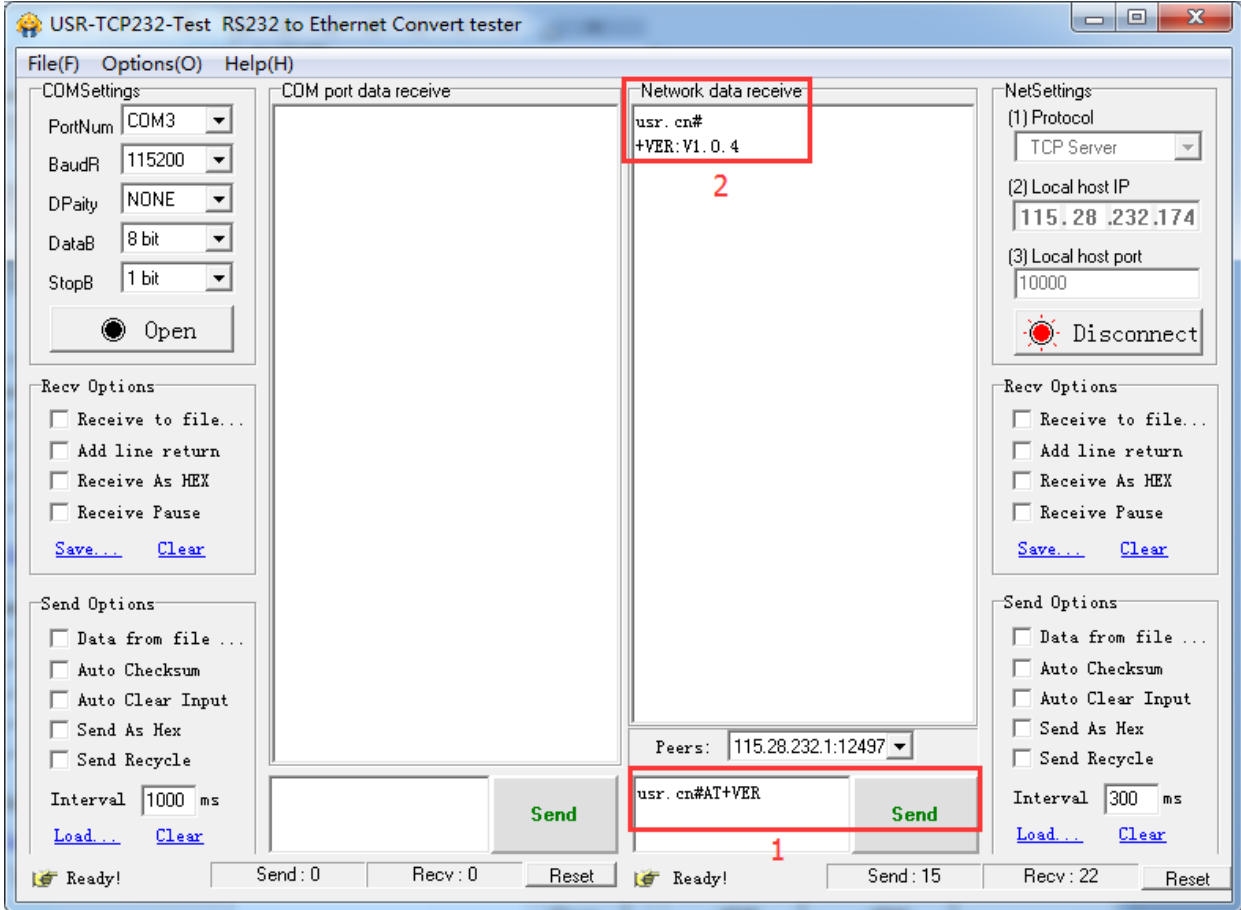 USR-TCP232-Test RS232 to Ethernet Convert tester
File(F) Options(O) Help(H)
COMSettings
PortNum COM3
BaudR 115200
DPaity NONE
DataB 8 bit
StopB 1 bit
Open
Recv Options
Receive to file...
Add line return
Receive As HEX
Receive Pause
Save... Clear
Send Options
Data from file ...
Auto Checksum
Auto Clear Input
Send As Hex
Send Recycle
Interval 1000 ms
Load... Clear
COM port data receive
Send
Network data receive
usr.cn#
+VER:V1.0.4
2
Peers: 115.28.232.1:12497
usr.cn#AT+VER
Send
1
NetSettings
(1) Protocol
TCP Server
(2) Local host IP
115.28.232.174
(3) Local host port
10000
Disconnect
Recv Options
Receive to file...
Add line return
Receive As HEX
Receive Pause
Save... Clear
Send Options
Data from file ...
Auto Checksum
Auto Clear Input
Send As Hex
Send Recycle
Interval 300 ms
Load... Clear
Ready! Send : 0 Recv : 0 Reset
Ready! Send : 15 Recv : 22 Reset